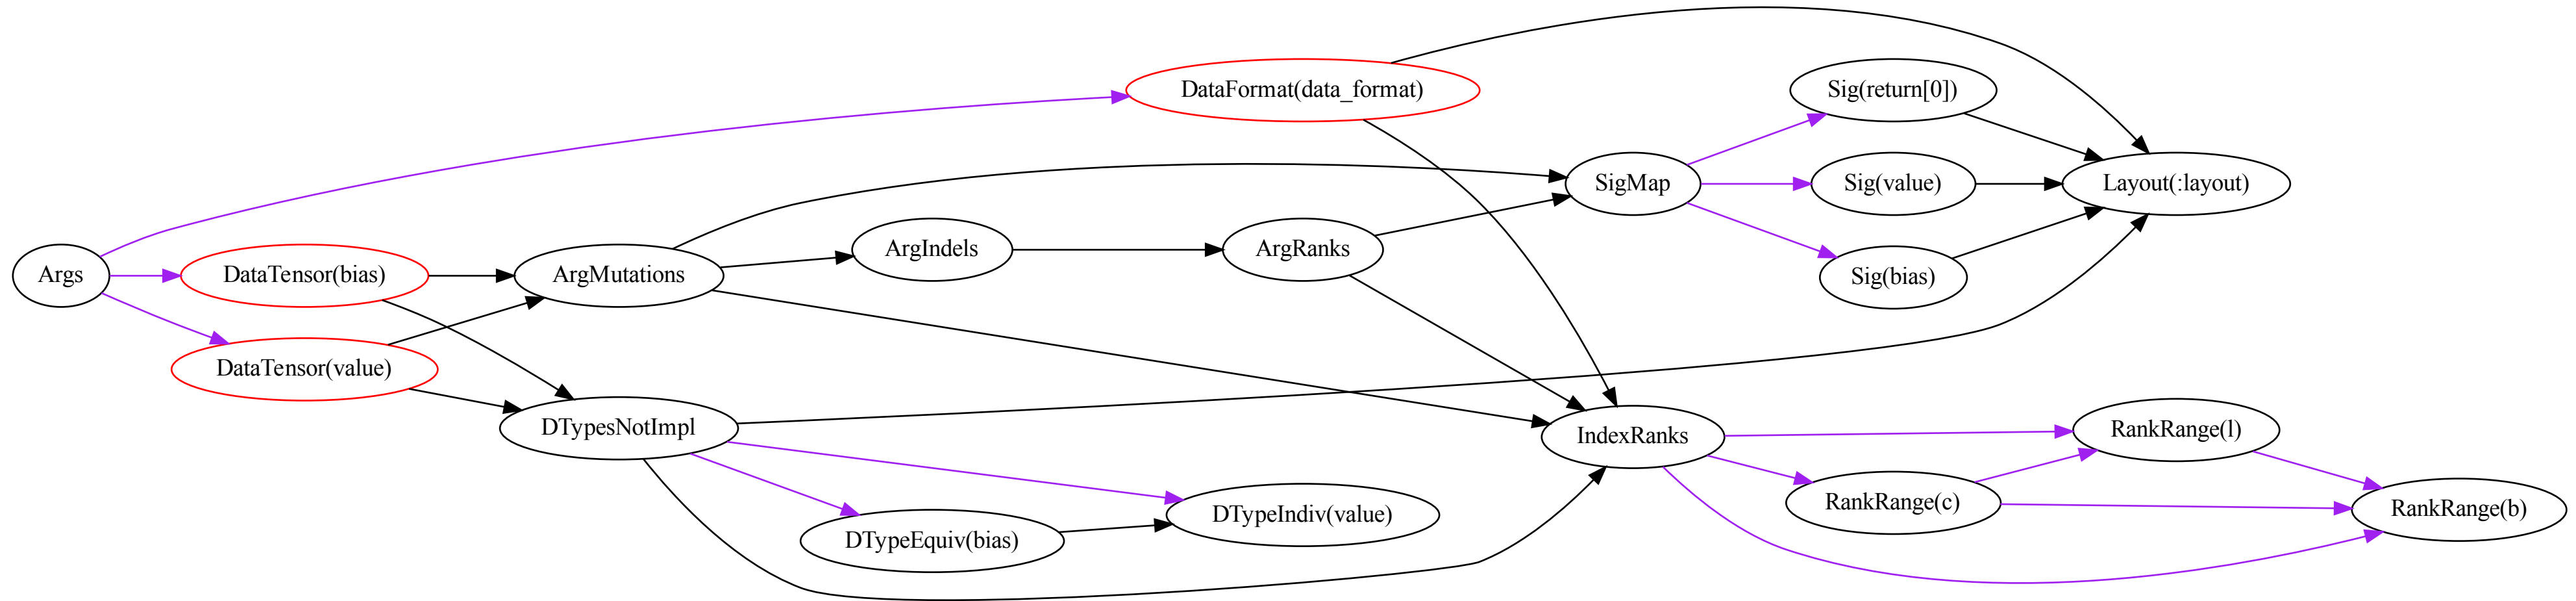 Args
DataTensor(bias)
DataTensor(value)
ArgMutations
DTypesNotImpl
ArgIndels
DTypeEquiv(bias)
DataFormat(data_format)
ArgRanks
DTypeIndiv(value)
SigMap
IndexRanks
Sig(return[0])
Sig(value)
Sig(bias)
RankRange(c)
Layout(:layout)
RankRange(l)
RankRange(b)